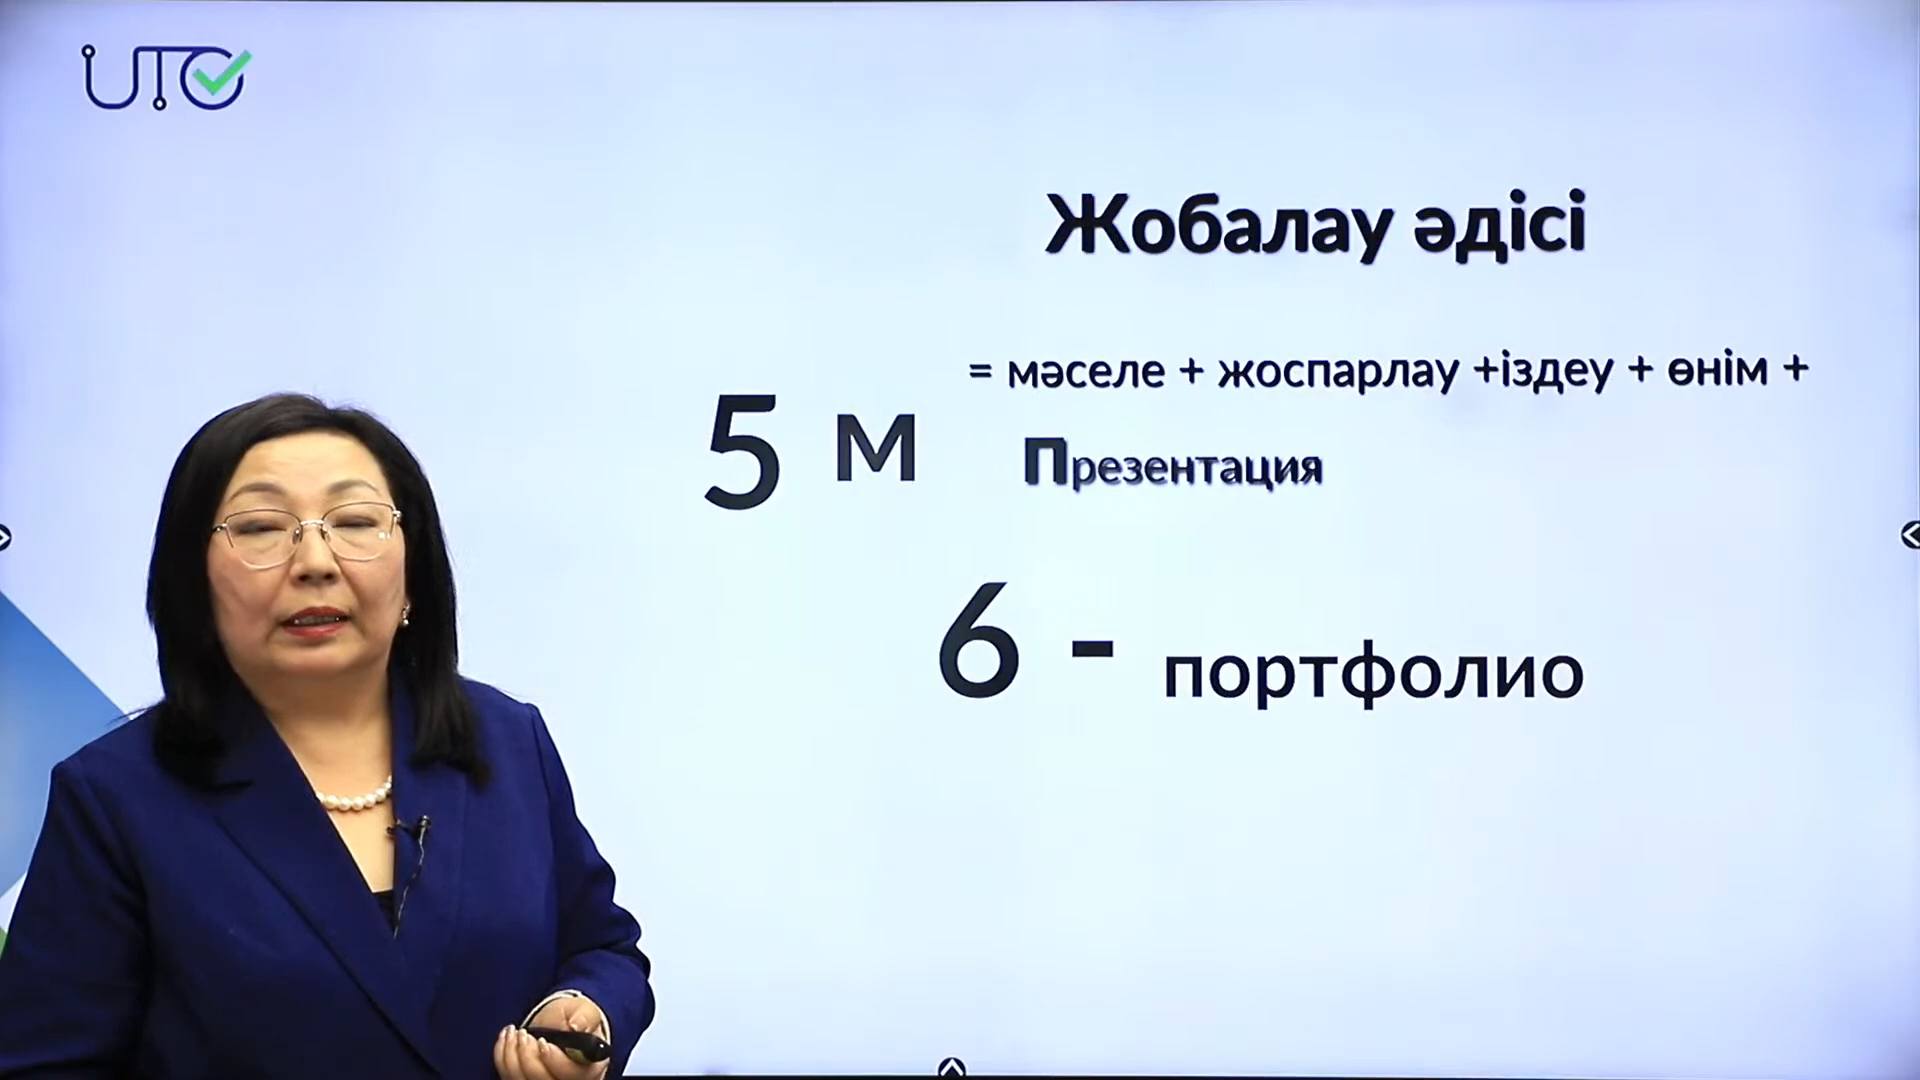 UTO
Жобалау әдісі
= мәселе + жоспарлау +іздеу + өнім +
5 м Презентация
6 - портфолио